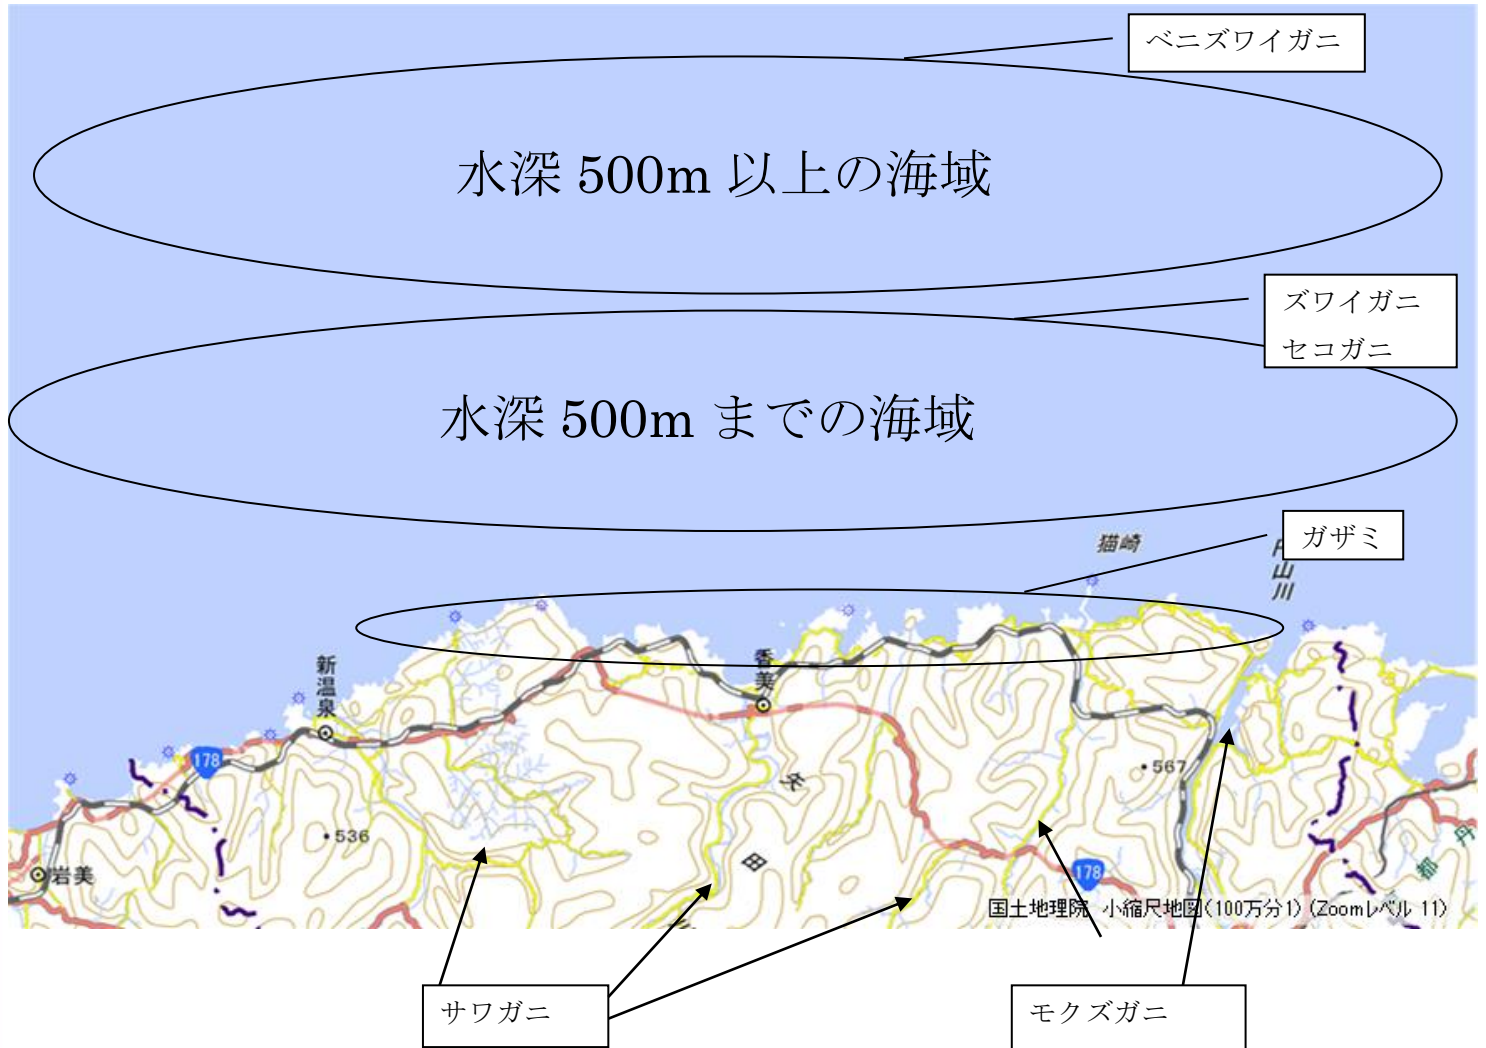 ベニズワイガニ
水深 500m 以上の海域
ズワイガニ
セコガニ
水深 500m までの海域
ガザミ
猫崎
山川
新温泉
香美
178
567
536
矢
田
岩美
178
丹
都
国土地理院 小縮尺地図(100万分1) (Zoomレベル 11)
サワガニ
モクズガニ